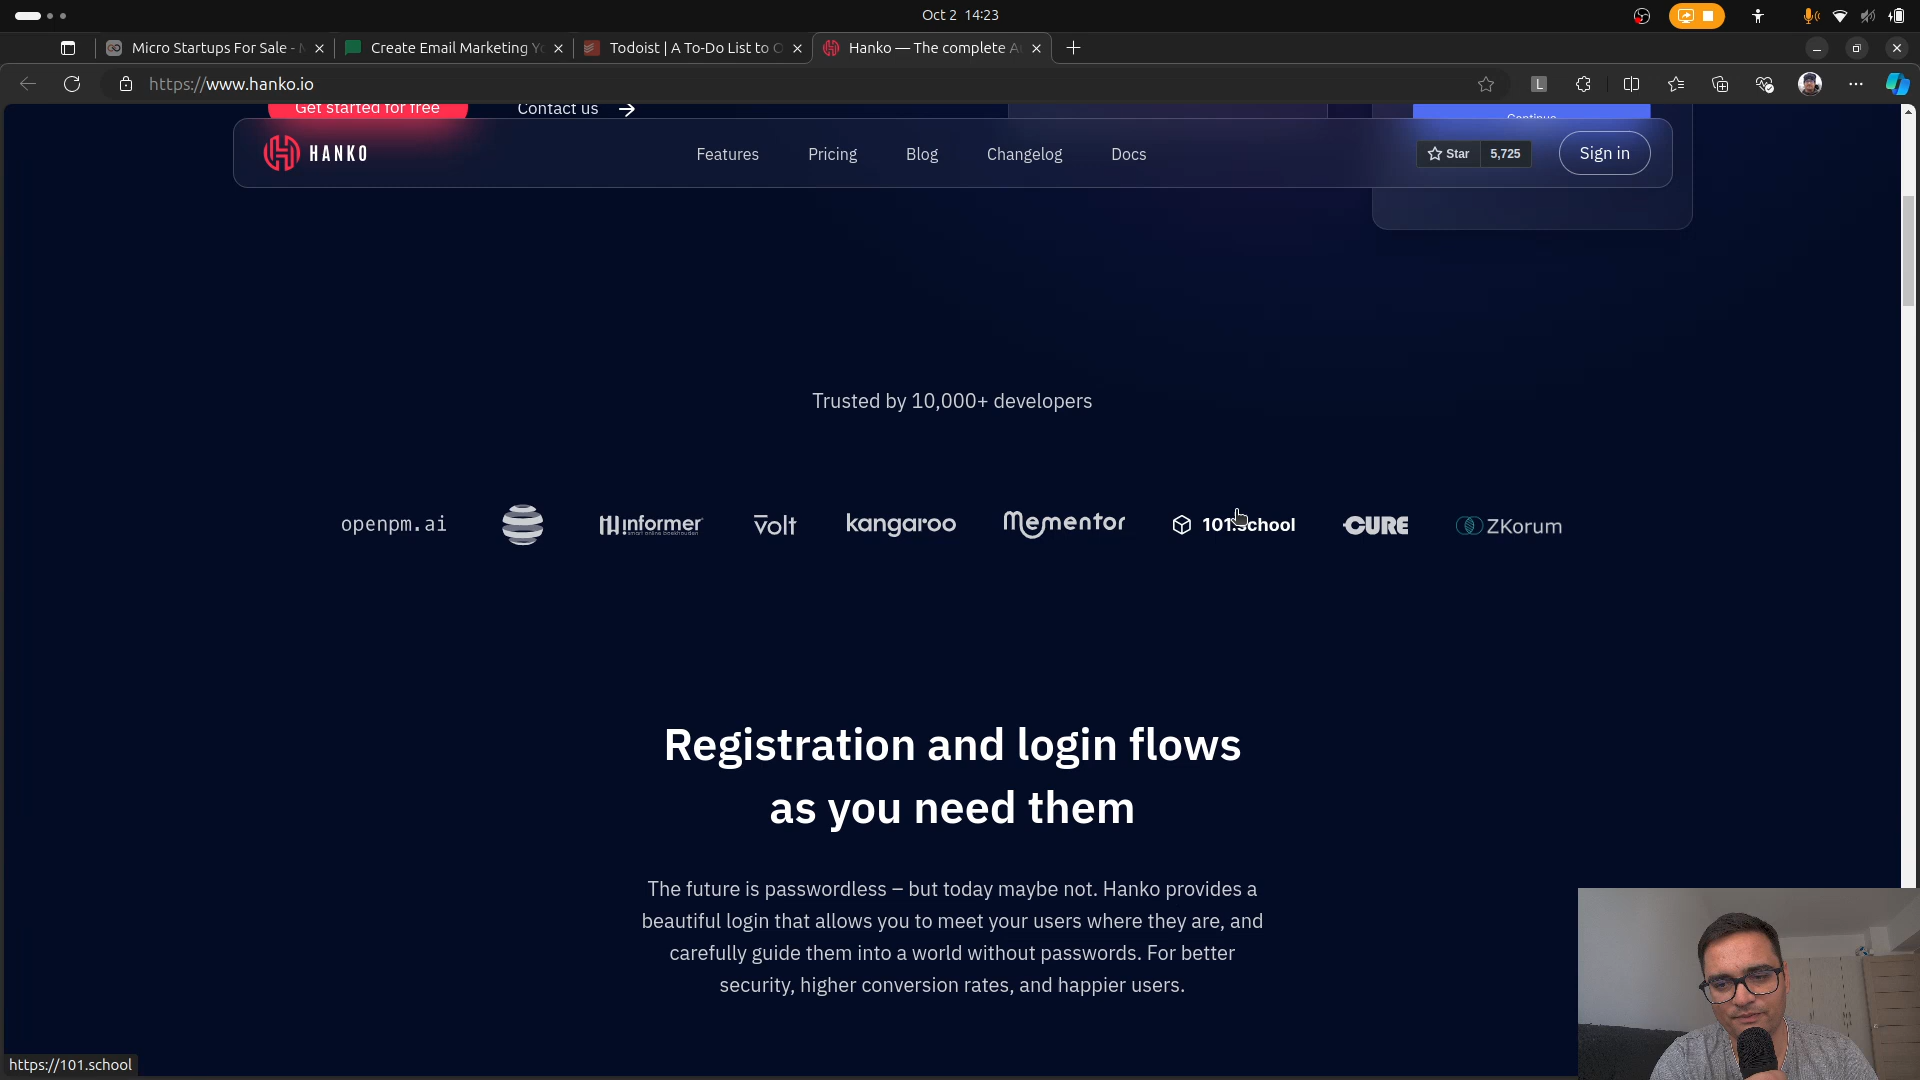 Oct 2 14:23
Micro Startups For Sale -
Create Email Marketing Yo
Todoist | A To-Do List to O
Hanko — The complete A
https://www.hanko.io
L
Get started for free
Contact us
Continue
HANKO
Features
Pricing
Blog
Changelog
Docs
Star
5,725
Sign in
Trusted by 10,000+ developers
openpm.ai
informer
volt
kangaroo
mementor
101.school
CURE
ZKorum
Registration and login flows
as you need them
The future is passwordless – but today maybe not. Hanko provides a
beautiful login that allows you to meet your users where they are, and
carefully guide them into a world without passwords. For better
security, higher conversion rates, and happier users.
https://101.school